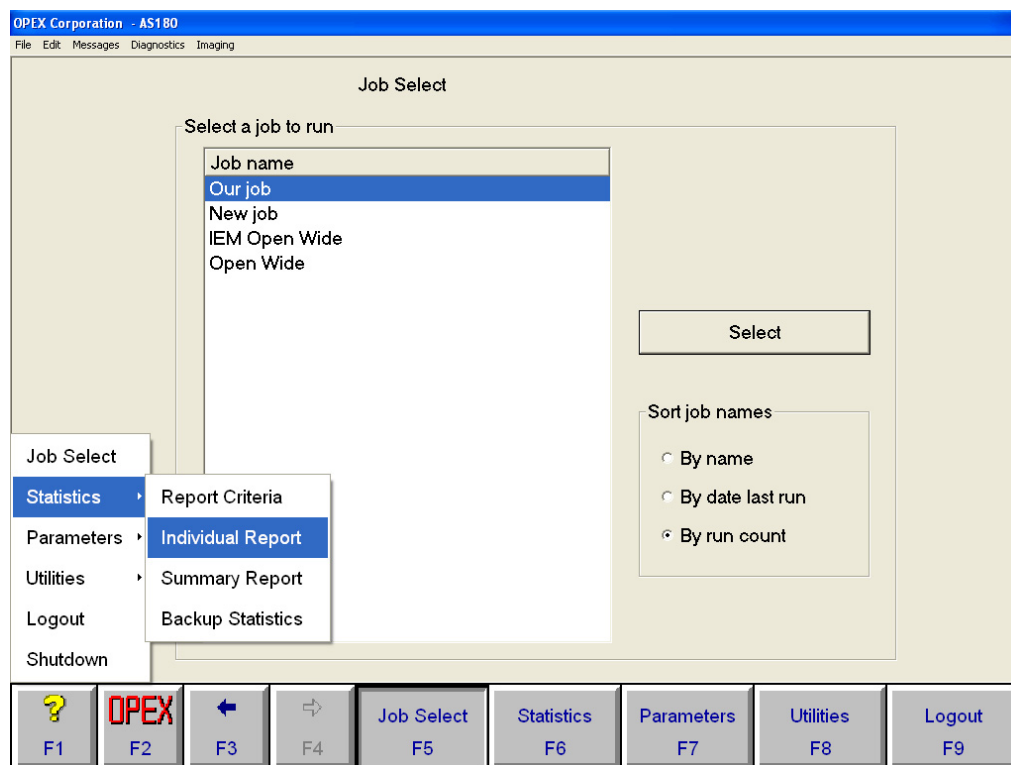 OPEX Corporation - AS180
File Edit Messages Diagnostics Imaging
Job Select
Select a job to run
Job name
Our job
New job
IEM Open Wide
Open Wide
Select
Sort job names
By name
By date last run
By run count
Job Select
Statistics
Parameters
Utilities
Logout
Shutdown
Report Criteria
Individual Report
Summary Report
Backup Statistics
? OPEX Job Select Statistics Parameters Utilities Logout
F1 F2 F3 F4 F5 F6 F7 F8 F9